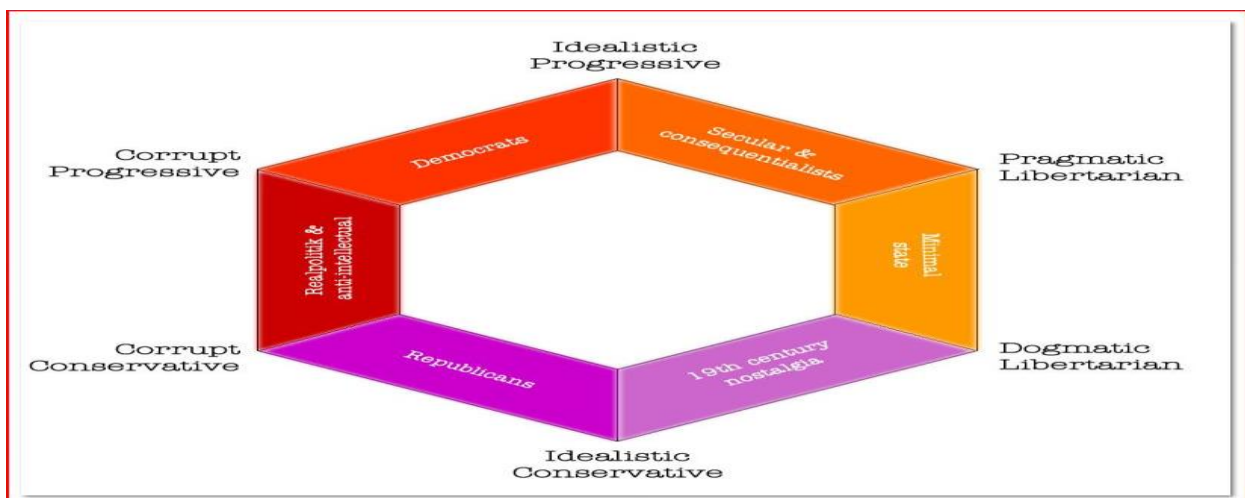 Idealistic
Progressive
Corrupt
Progressive
Democrats
Secular &
consequentialists
Pragmatic
Libertarian
Realpolitik &
anti-intellectual
Minimal
state
Corrupt
Conservative
Republicans
19th century
nostalgia
Dogmatic
Libertarian
Idealistic
Conservative